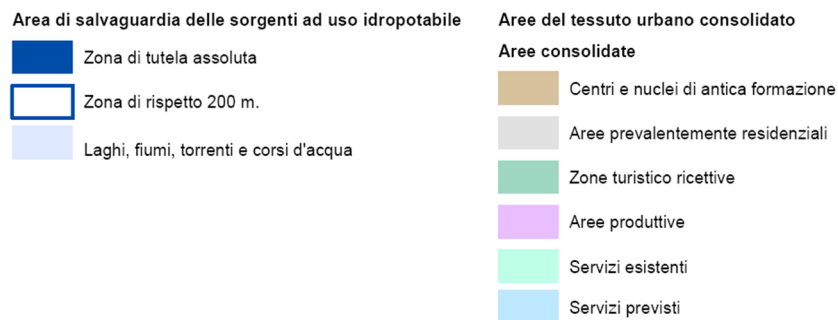 Area di salvaguardia delle sorgenti ad uso idropotabile
Zona di tutela assoluta
Zona di rispetto 200 m.
Laghi, fiumi, torrenti e corsi d'acqua
Aree del tessuto urbano consolidato
Aree consolidate
Centri e nuclei di antica formazione
Aree prevalentemente residenziali
Zone turistico ricettive
Aree produttive
Servizi esistenti
Servizi previsti